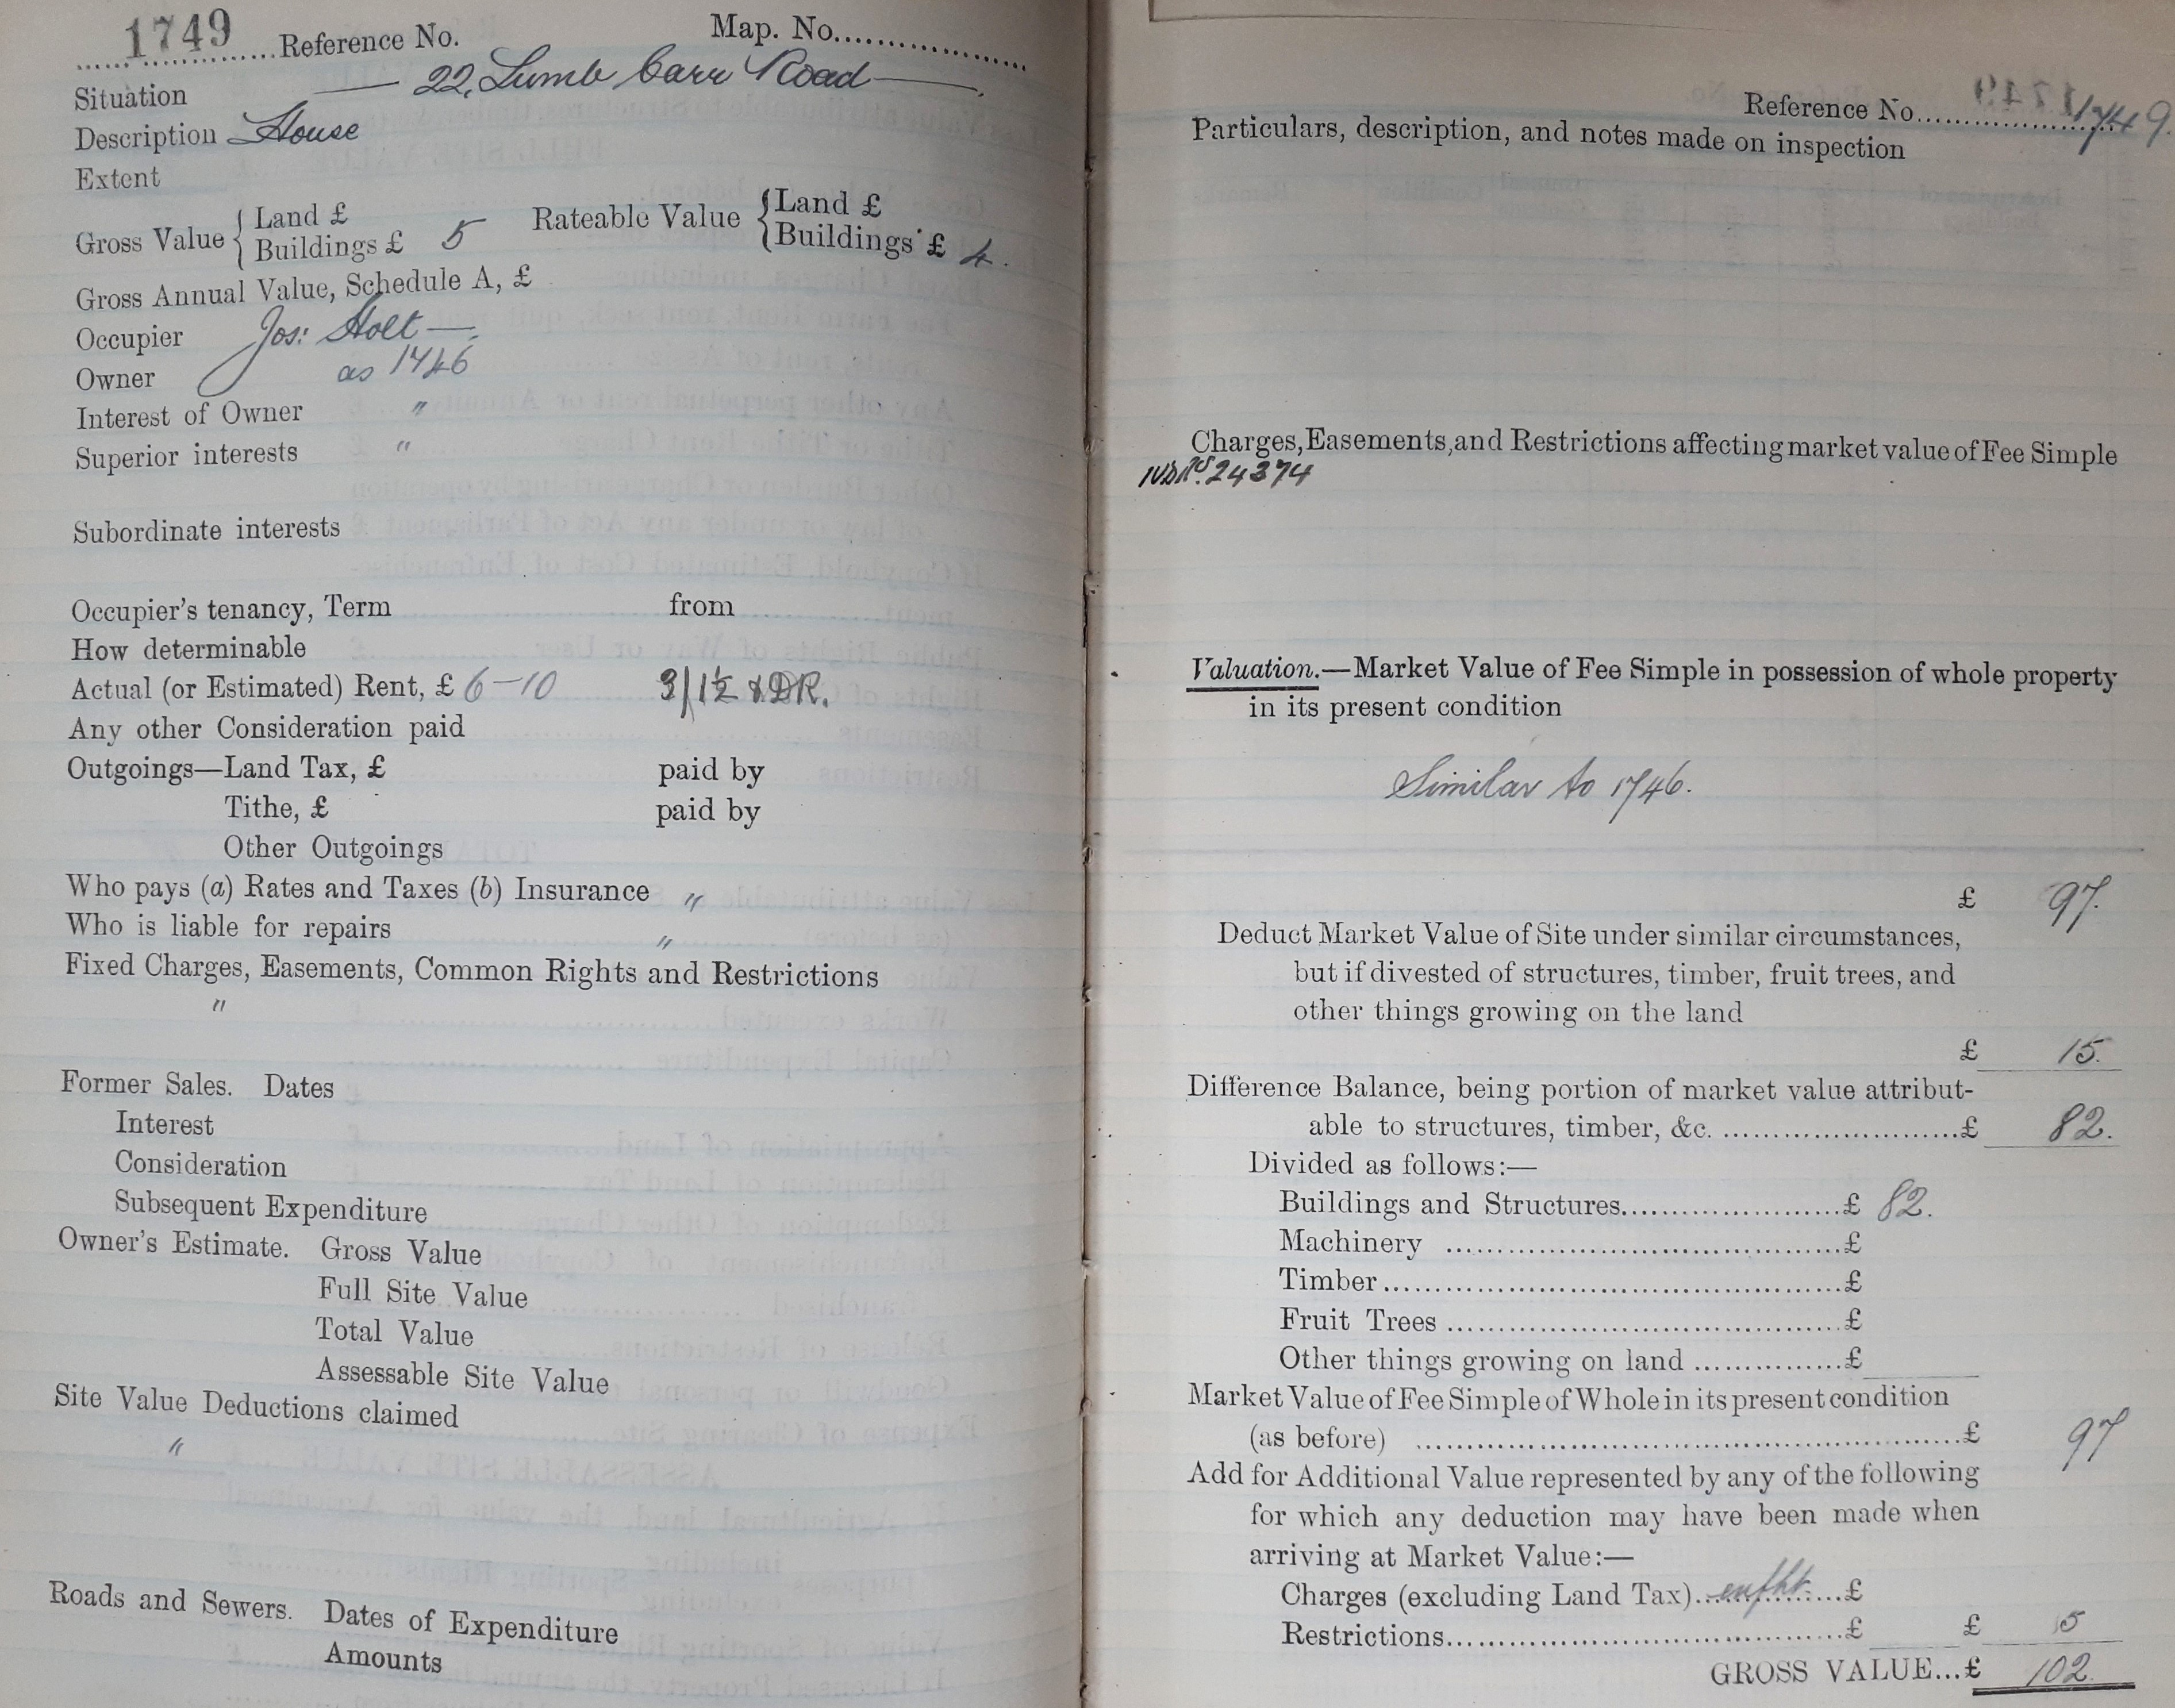 1749 ...... Reference No. Map. No.....................
Situation — 22, Lumb Carr Road —.
Description House
Extent
Gross Value { Land £ Rateable Value { Land £
Buildings £ 5 Buildings £ 4.
Gross Annual Value, Schedule A, £
Occupier Jos: Holt —.
Owner as 1746
Interest of Owner "
Superior interests "
Subordinate interests
Occupier's tenancy, Term from
How determinable
Actual (or Estimated) Rent, £ 6-10 3/1½ & DR.
Any other Consideration paid
Outgoings—Land Tax, £ paid by
Tithe, £ paid by
Other Outgoings
Who pays (a) Rates and Taxes (b) Insurance "
Who is liable for repairs "
Fixed Charges, Easements, Common Rights and Restrictions
"
Former Sales. Dates
Interest
Consideration
Subsequent Expenditure
Owner's Estimate. Gross Value
Full Site Value
Total Value
Assessable Site Value
Site Value Deductions claimed
"
Roads and Sewers. Dates of Expenditure
Amounts
Reference No..................... 1749.
Particulars, description, and notes made on inspection
Charges, Easements, and Restrictions affecting market value of Fee Simple
24374
Valuation.—Market Value of Fee Simple in possession of whole property
in its present condition
Similar to 1746.
£ 97.
Deduct Market Value of Site under similar circumstances,
but if divested of structures, timber, fruit trees, and
other things growing on the land
£ 15.
Difference Balance, being portion of market value attribut-
able to structures, timber, &c. ...........................£ 82.
Divided as follows:—
Buildings and Structures.........................£ 82.
Machinery ..........................................£
Timber.................................................£
Fruit Trees ..........................................£
Other things growing on land ................£
Market Value of Fee Simple of Whole in its present condition
(as before) ..........................................................£ 97
Add for Additional Value represented by any of the following
for which any deduction may have been made when
arriving at Market Value:—
Charges (excluding Land Tax)...enfht...£
Restrictions............................................£ £ 5
GROSS VALUE...£ 102.